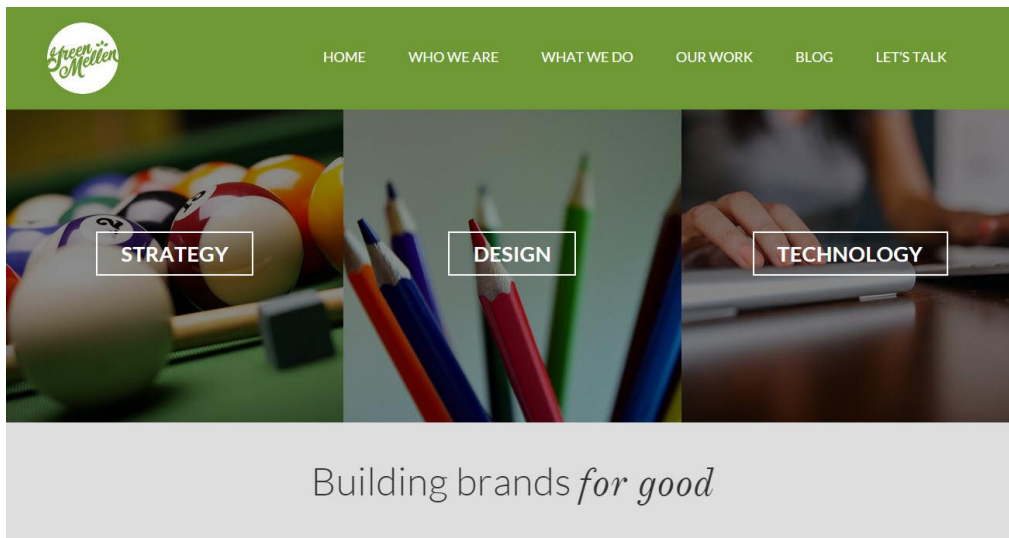 Green Mellen
HOME WHO WE ARE WHAT WE DO OUR WORK BLOG LET'S TALK
2
STRATEGY DESIGN TECHNOLOGY
Building brands for good